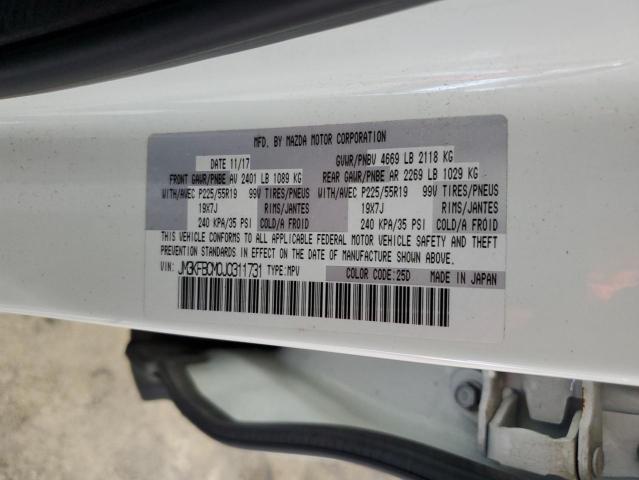 MFD. BY MAZDA MOTOR CORPORATION
DATE 11/17 GVWR/PNBV 4669 LB 2118 KG
FRONT GAWR/PNBE AV 2401 LB 1089 KG REAR GAWR/PNBE AR 2269 LB 1029 KG
WITH/AVEC P225/55R19 99V TIRES/PNEUS WITH/AVEC P225/55R19 99V TIRES/PNEUS
19X7J RIMS/JANTES 19X7J RIMS/JANTES
240 KPA/35 PSI COLD/A FROID 240 KPA/35 PSI COLD/A FROID
THIS VEHICLE CONFORMS TO ALL APPLICABLE FEDERAL MOTOR VEHICLE SAFETY AND THEFT
PREVENTION STANDARDS IN EFFECT ON THE DATE OF MANUFACTURE SHOWN ABOVE.
VIN: JM3KFBCM0J0311731 TYPE:MPV COLOR CODE:25D MADE IN JAPAN